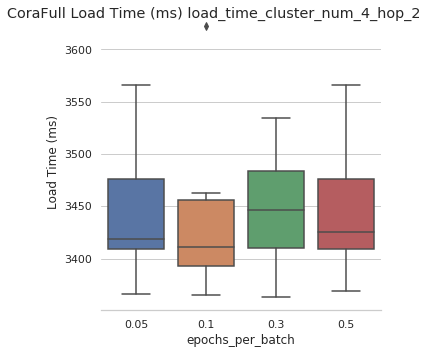 CoraFull Load Time (ms) load_time_cluster_num_4_hop_2
3600
3550
3500
3450
3400
Load Time (ms)
0.05 0.1 0.3 0.5
epochs_per_batch